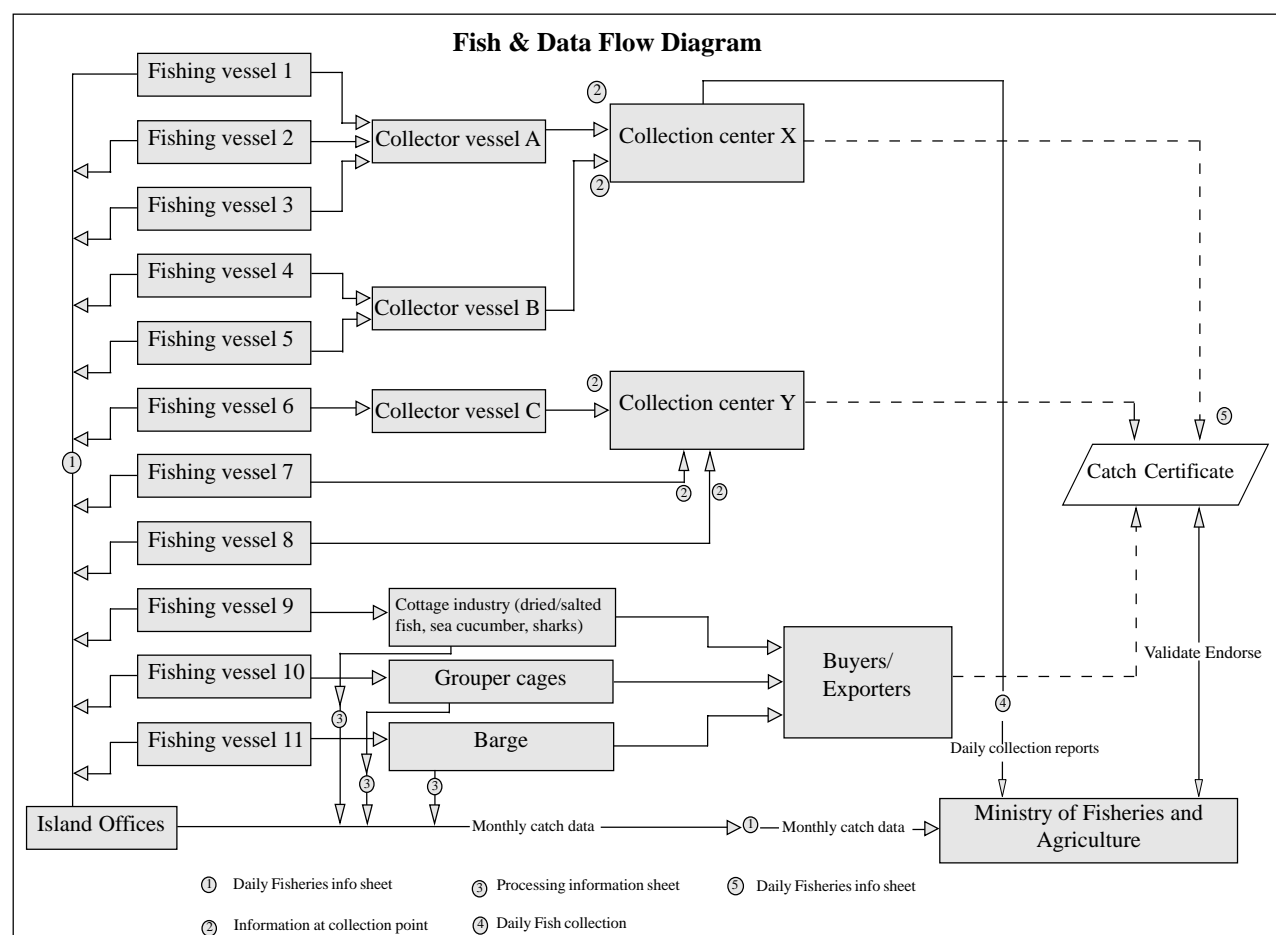 Fish & Data Flow Diagram
Fishing vessel 1
Fishing vessel 2
Fishing vessel 3
Fishing vessel 4
Fishing vessel 5
Fishing vessel 6
Fishing vessel 7
Fishing vessel 8
Fishing vessel 9
Fishing vessel 10
Fishing vessel 11
Island Offices
1
Collector vessel A
Collector vessel B
Collector vessel C
Cottage industry (dried/salted
fish, sea cucumber, sharks)
Grouper cages
Barge
3
3
3
2
Collection center X
2
2
Collection center Y
2
2
Buyers/
Exporters
5
Catch Certificate
Validate Endorse
4
Daily collection reports
Monthly catch data
1
Monthly catch data
Ministry of Fisheries and
Agriculture
1 Daily Fisheries info sheet
2 Information at collection point
3 Processing information sheet
4 Daily Fish collection
5 Daily Fisheries info sheet